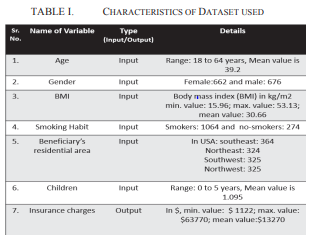 TABLE I. CHARACTERISTICS OF DATASET USED
Sr. No. Name of Variable Type (Input/Output) Details
1. Age Input Range: 18 to 64 years, Mean value is
39.2
2. Gender Input Female:662 and male: 676
3. BMI Input Body mass index (BMI) in kg/m2
min. value: 15.96; max. value: 53.13;
mean value: 30.66
4. Smoking Habit Input Smokers: 1064 and no-smokers: 274
5. Beneficiary's residential area Input In USA: southeast: 364
Northeast: 324
Southwest: 325
Northwest: 325
6. Children Input Range: 0 to 5 years, Mean value is
1.095
7. Insurance charges Output In $, min. value: $ 1122; max. value:
$63770; mean value:$13270